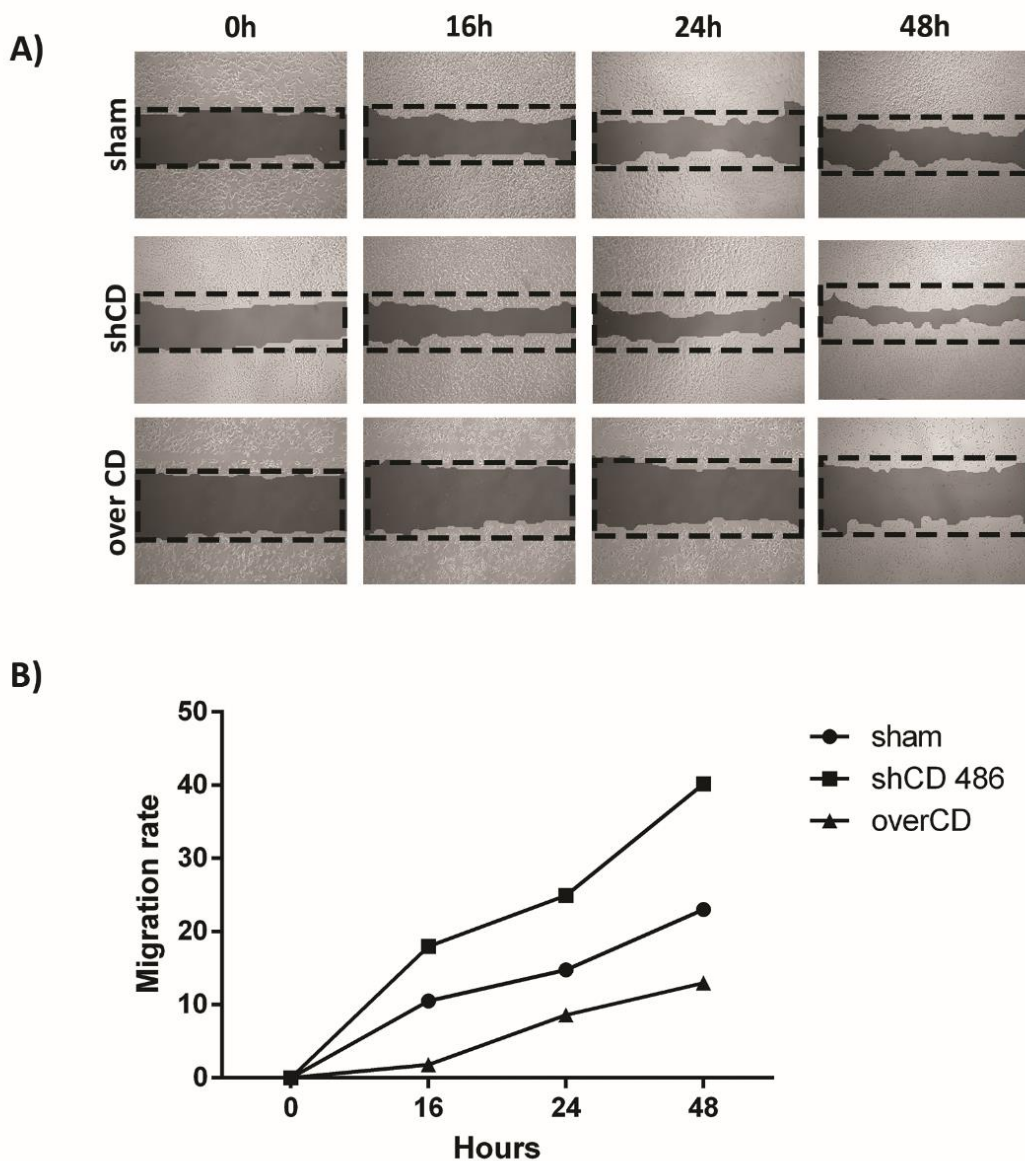 A)
0h 16h 24h 48h
sham
shCD
over CD
B)
Migration rate
50
40
30
20
10
0
0 16 24 48
Hours
sham
shCD 486
overCD